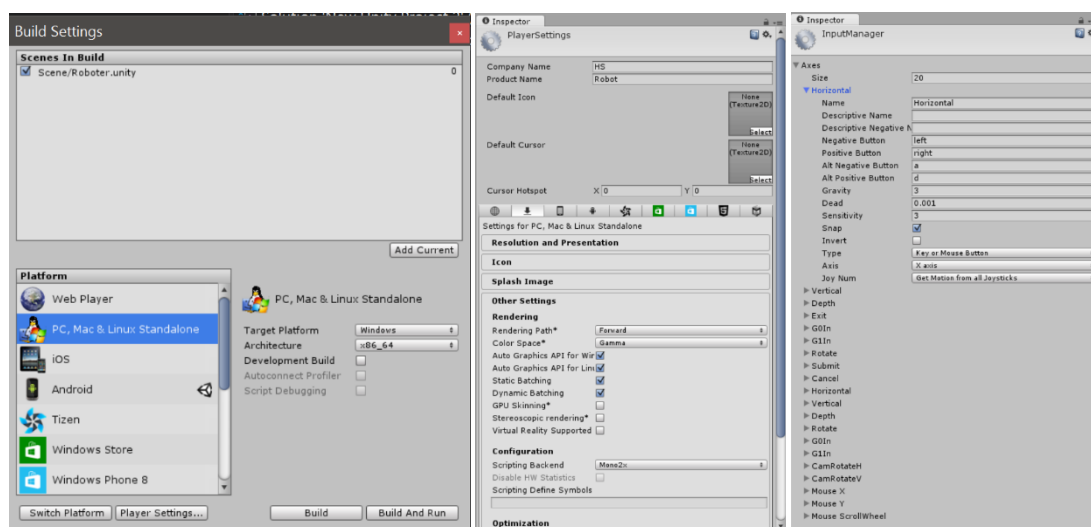 Build Settings
Scenes In Build
Scene/Roboter.unity 0
Add Current
Platform
Web Player
PC, Mac & Linux Standalone
iOS
Android
Tizen
Windows Store
Windows Phone 8
PC, Mac & Linux Standalone
Target Platform Windows
Architecture x86_64
Development Build
Autoconnect Profiler
Script Debugging
Switch Platform Player Settings... Build Build And Run
Inspector
PlayerSettings
Company Name HS
Product Name Robot
Default Icon None
(Texture2D)
Select
Default Cursor None
(Texture2D)
Select
Cursor Hotspot X 0 Y 0
Settings for PC, Mac & Linux Standalone
Resolution and Presentation
Icon
Splash Image
Other Settings
Rendering
Rendering Path* Forward
Color Space* Gamma
Auto Graphics API for Wir
Auto Graphics API for Linu
Static Batching
Dynamic Batching
GPU Skinning*
Stereoscopic rendering*
Virtual Reality Supported
Configuration
Scripting Backend Mono2x
Disable HW Statistics
Scripting Define Symbols
Optimization
Inspector
InputManager
Axes
Size 20
Horizontal
Name Horizontal
Descriptive Name
Descriptive Negative N
Negative Button left
Positive Button right
Alt Negative Button a
Alt Positive Button d
Gravity 3
Dead 0.001
Sensitivity 3
Snap
Invert
Type Key or Mouse Button
Axis X axis
Joy Num Get Motion from all Joysticks
Vertical
Depth
Exit
G0In
G1In
Rotate
Submit
Cancel
Horizontal
Vertical
Depth
Rotate
G0In
G1In
CamRotateH
CamRotateV
Mouse X
Mouse Y
Mouse ScrollWheel